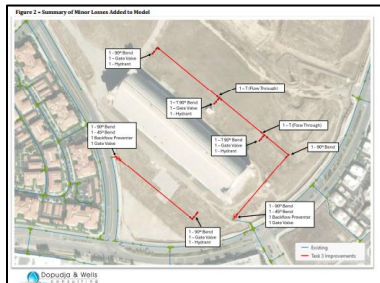 Figure 2 – Summary of Minor Losses Added to Model
1 - 90° Bend
1 - Gate Valve
1 - Hydrant
1 - T (Flow Through)
1 - T 90° Bend
1 - Gate Valve
1 - Hydrant
1 - T (Flow Through)
1 - T 90° Bend
1 - Gate Valve
1 - Hydrant
1 - 90° Bend
1 - 90° Bend
1 - 45° Bend
1 Backflow Preventer
1 Gate Valve
1 - 90° Bend
1 - Gate Valve
1 - Hydrant
1 - 90° Bend
1 - 45° Bend
1 Backflow Preventer
1 Gate Valve
Existing
Task 3 Improvements
Dopudja & Wells
consulting